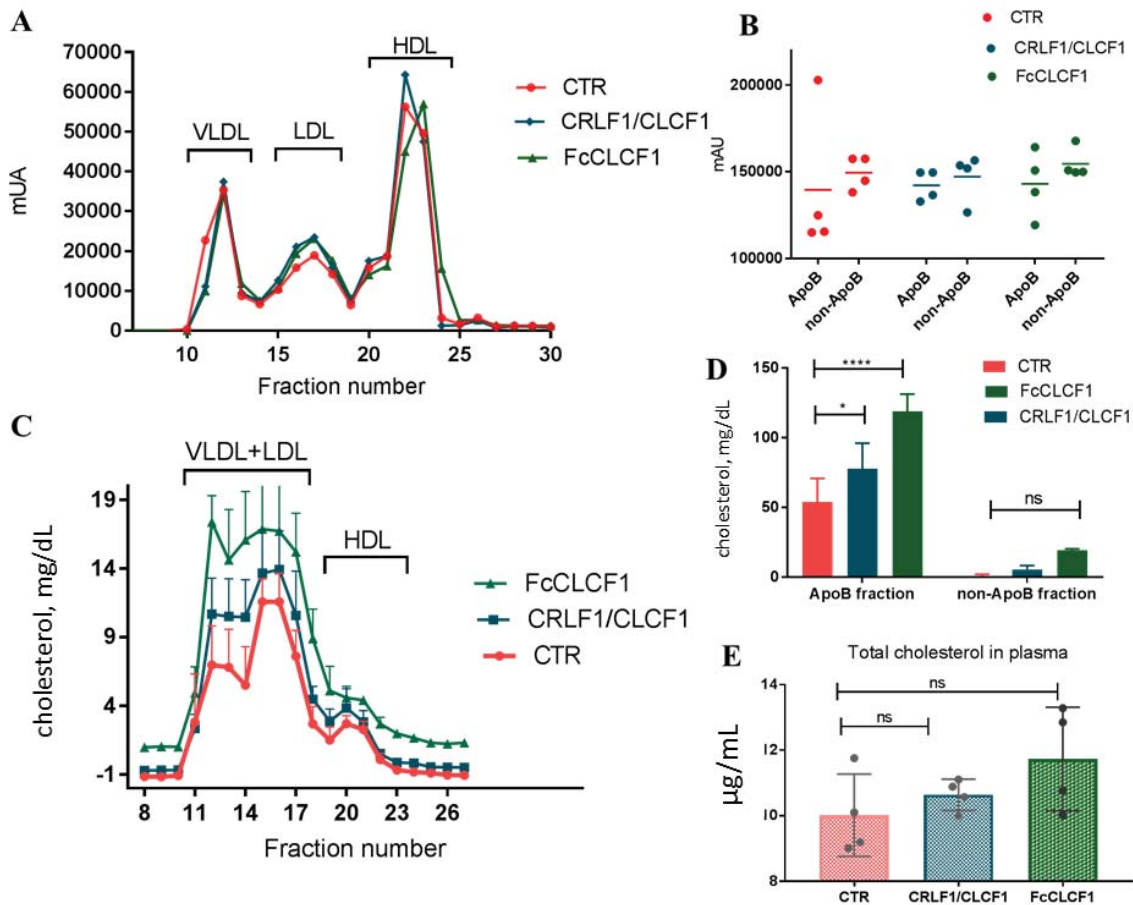 A
70000
60000
50000
40000
30000
20000
10000
0
mUA
VLDL
LDL
HDL
CTR
CRLF1/CLCF1
FcCLCF1
10
15
20
25
30
Fraction number
B
CTR
CRLF1/CLCF1
FcCLCF1
200000
150000
100000
mAU
ApoB
non-ApoB
ApoB
non-ApoB
ApoB
non-ApoB
C
VLDL+LDL
HDL
19
14
9
4
-1
cholesterol, mg/dL
FcCLCF1
CRLF1/CLCF1
CTR
8
11
14
17
20
23
26
Fraction number
D
CTR
FcCLCF1
CRLF1/CLCF1
150
100
50
0
cholesterol, mg/dL
****
*
ns
ApoB fraction
non-ApoB fraction
E
Total cholesterol in plasma
14
12
10
8
µg/mL
ns
ns
CTR
CRLF1/CLCF1
FcCLCF1